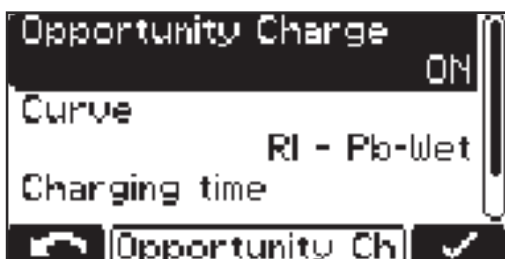 Opportunity Charge
ON
Curve
RI - Pb-Wet
Charging time
Opportunity Ch